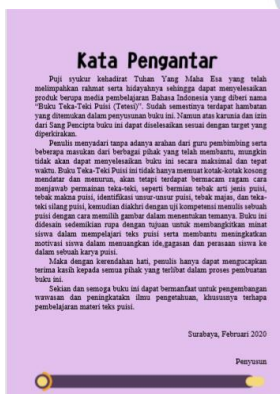 Kata Pengantar
Puji syukur kehadirat Tuhan Yang Maha Esa yang telah
melimpahkan rahmat serta hidayahnya sehingga dapat menyelesaikan
produk berupa media pembelajaran Bahasa Indonesia yang diberi nama
"Buku Teka-Teki Puisi (Tetesi)". Sudah semestinya terdapat hambatan
yang ditemukan dalam penyusunan buku ini. Namun atas karunia dan izin
dari Sang Pencipta buku ini dapat diselesaikan sesuai dengan target yang
diperkirakan.
Penulis menyadari tanpa adanya arahan dari guru pembimbing serta
beberapa masukan dari berbagai pihak yang telah membantu, mungkin
tidak akan dapat menyelesaikan buku ini secara maksimal dan tepat
waktu. Buku Teka-Teki Puisi ini tidak hanya memuat kotak-kotak kosong
mendatar dan menurun, akan tetapi terdapat bermacam ragam cara
menjawab permainan teka-teki, seperti bermian tebak arti jenis puisi,
tebak makna puisi, identifikasi unsur-unsur puisi, tebak majas, dan teka-
teki silang puisi, kemudian diakhri dengan uji kompetensi menulis sebuah
puisi dengan cara memilih gambar dalam menentukan temanya. Buku ini
didesain sedemikian rupa dengan tujuan untuk membangkitkan minat
siswa dalam mempelajari teks puisi serta membantu meningkatkan
motivasi siswa dalam menuangkan ide,gagasan dan perasaan siswa ke
dalam sebuah karya puisi.
Maka dengan kerendahan hati, penulis hanya dapat mengucapkan
terima kasih kepada semua pihak yang terlibat dalam proses pembuatan
buku ini.
Sekian dan semoga buku ini dapat bermanfaat untuk pengembangan
wawasan dan peningkatakn ilmu pengetahuan, khususnya terhapa
pembelajaran materi teks puisi.
Surabaya, Februari 2020
Penyusun